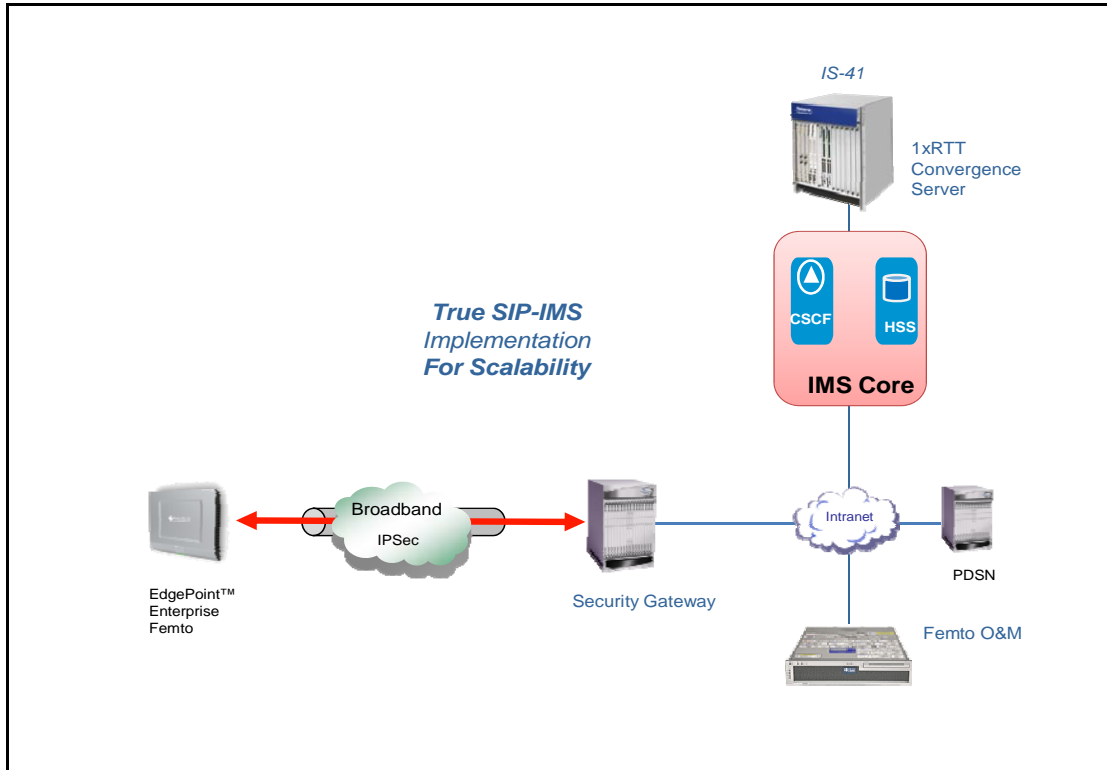 IS-41
1xRTT
Convergence
Server
CSCF
HSS
IMS Core
True SIP-IMS
Implementation
For Scalability
Broadband
IPSec
Intranet
EdgePoint™
Enterprise
Femto
Security Gateway
PDSN
Femto O&M